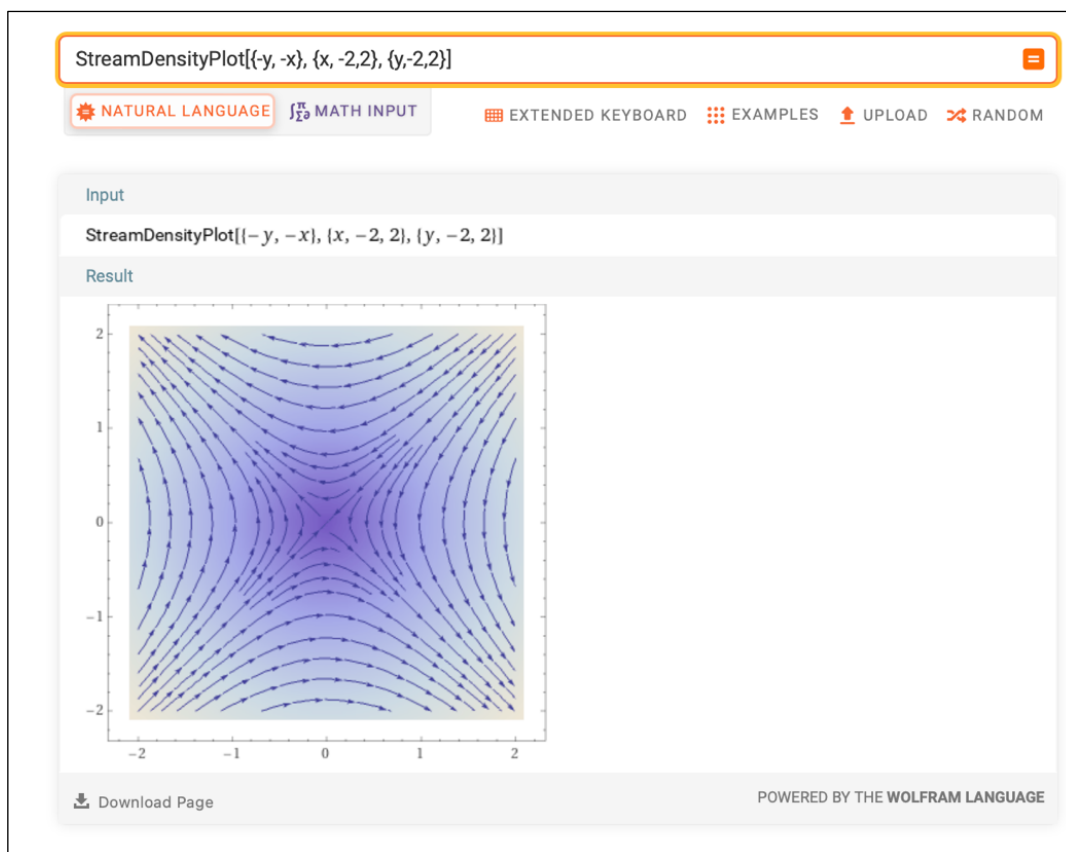 StreamDensityPlot[{-y, -x}, {x, -2,2}, {y,-2,2}]
NATURAL LANGUAGE
∫Σ∂π MATH INPUT
EXTENDED KEYBOARD
EXAMPLES
UPLOAD
RANDOM
Input
StreamDensityPlot[{− y, −x}, {x, −2, 2}, {y, −2, 2}]
Result
2
1
0
−1
−2
−2 −1 0 1 2
Download Page
POWERED BY THE WOLFRAM LANGUAGE